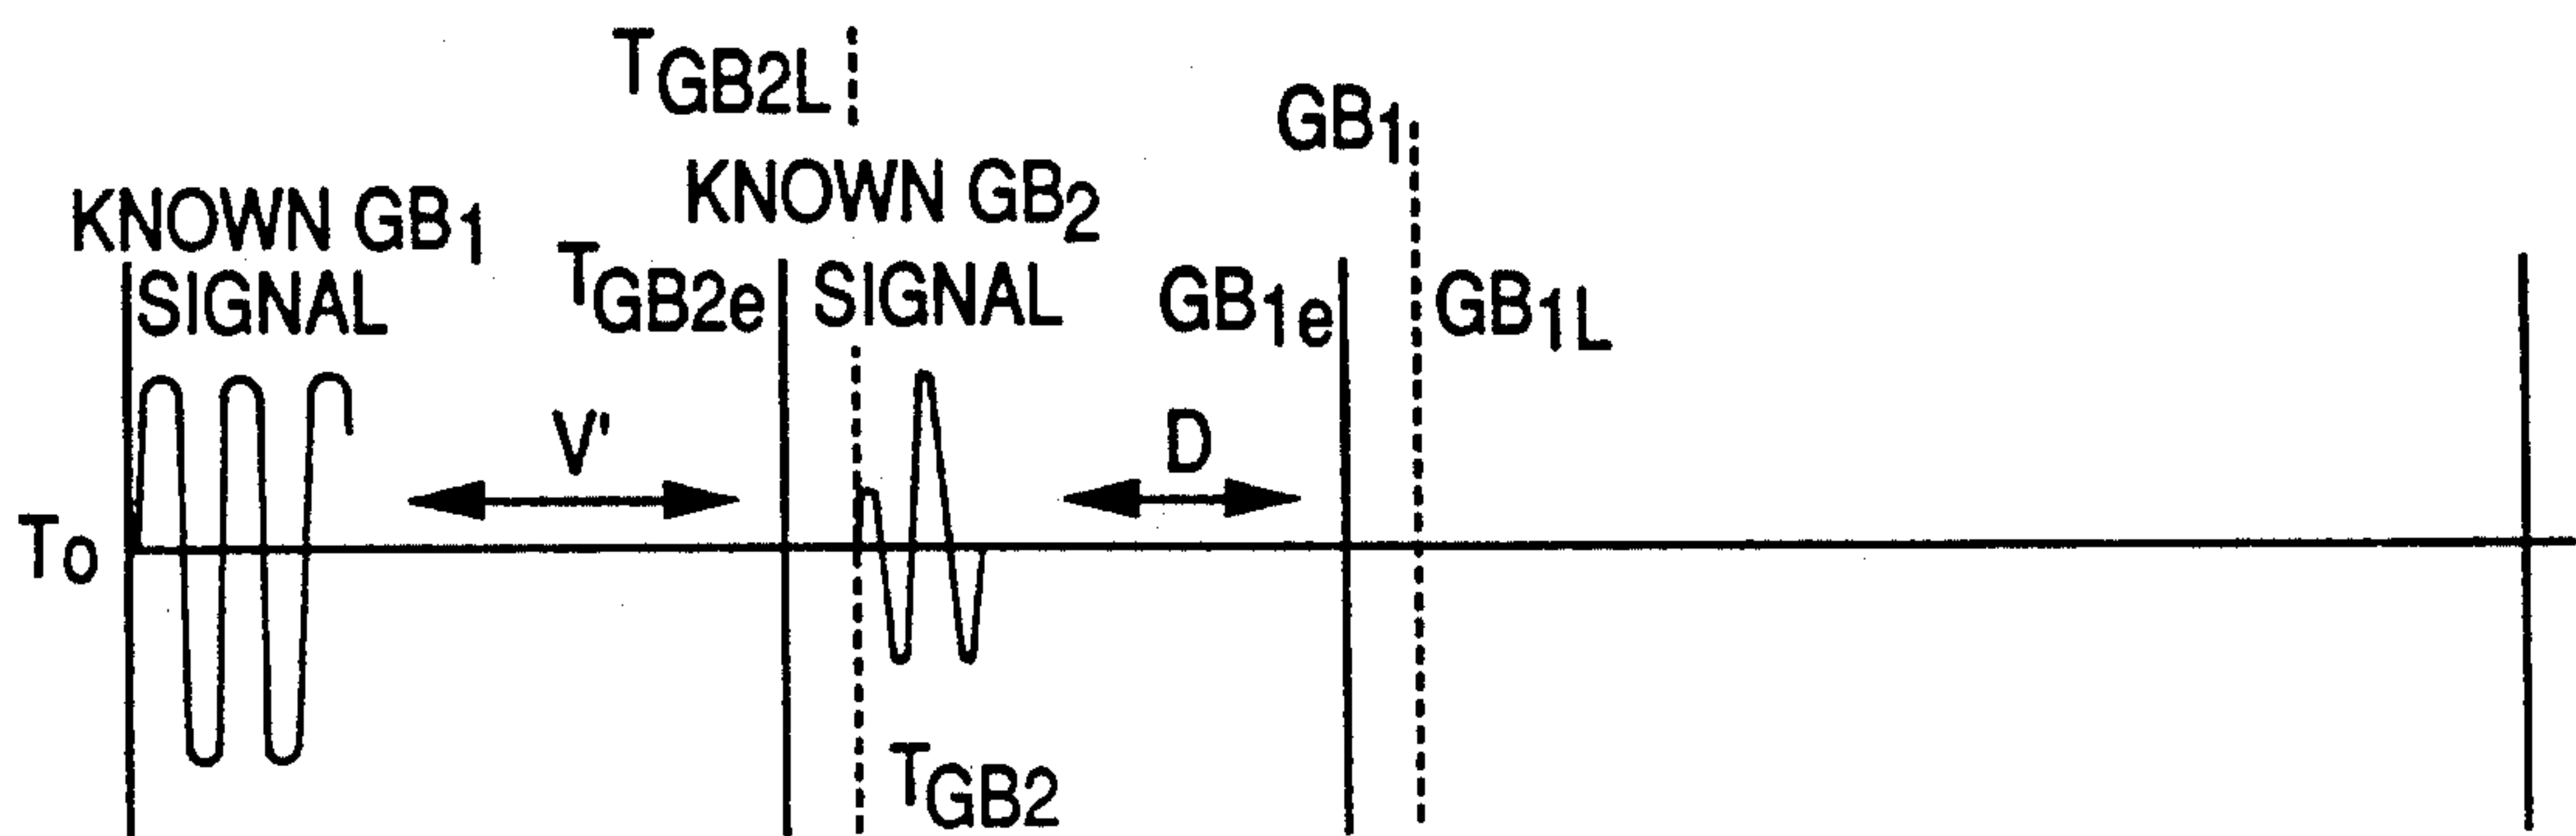 TGB2L
GB1
KNOWN GB1
SIGNAL
TGB2e
KNOWN GB2
SIGNAL
GB1e
GB1L
V'
D
To
TGB2